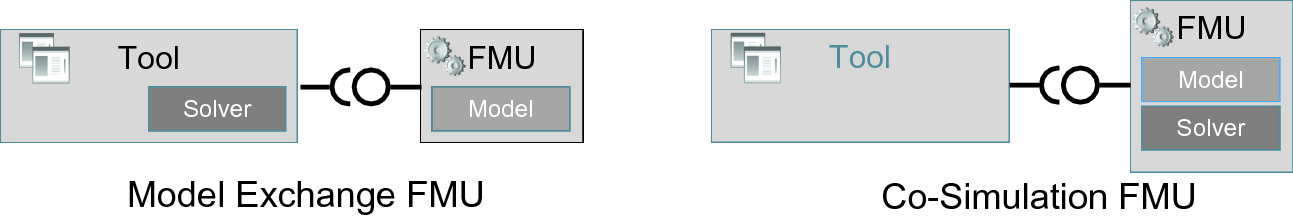 Tool
Solver
FMU
Model
Model Exchange FMU
Tool
FMU
Model
Solver
Co-Simulation FMU